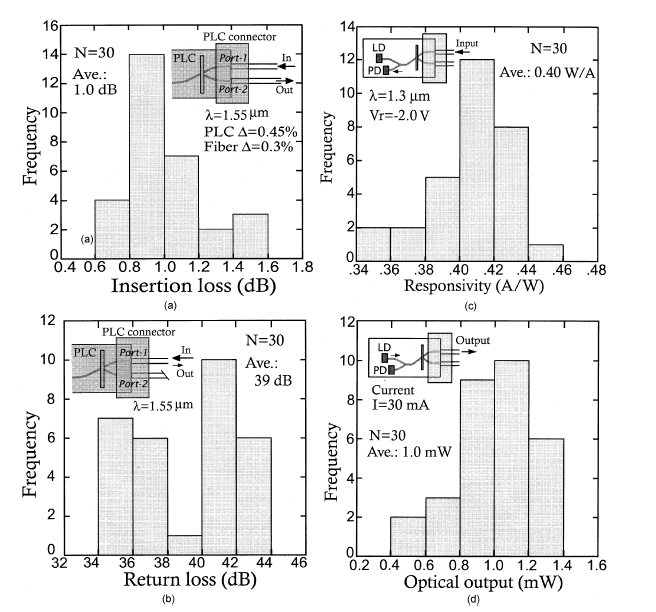 PLC connector
N=30
Ave.:
1.0 dB
PLC
Port-1
Port-2
In
Out
λ=1.55 μm
PLC Δ=0.45%
Fiber Δ=0.3%
Frequency
16
14
12
10
8
6
4
2
0
(a)
0.4 0.6 0.8 1.0 1.2 1.4 1.6 1.8
Insertion loss (dB)
(a)
LD
PD
Input
N=30
Ave.: 0.40 W/A
λ=1.3 μm
Vr=-2.0 V
Frequency
14
12
10
8
6
4
2
0
.34 .36 .38 .40 .42 .44 .46 .48
Responsivity (A/W)
(c)
PLC connector
N=30
Ave.:
39 dB
PLC
Port-1
Port-2
In
Out
λ=1.55 μm
Frequency
12
10
8
6
4
2
0
32 34 36 38 40 42 44 46
Return loss (dB)
(b)
LD
PD
Output
Current
I=30 mA
N=30
Ave.: 1.0 mW
Frequency
12
10
8
6
4
2
0
0.2 0.4 0.6 0.8 1.0 1.2 1.4 1.6
Optical output (mW)
(d)